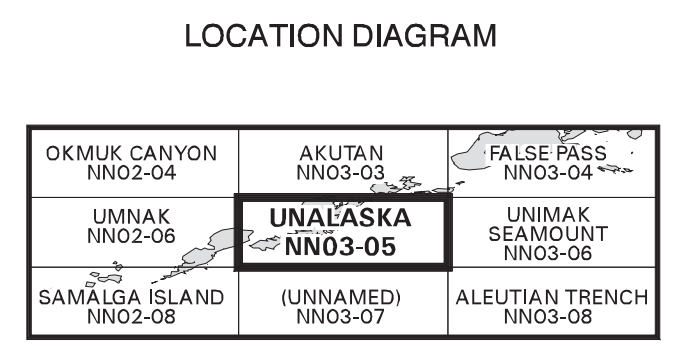 LOCATION DIAGRAM
OKMUK CANYON
NN02-04
AKUTAN
NN03-03
FALSE PASS
NN03-04
UMNAK
NN02-06
UNALASKA
NN03-05
UNIMAK
SEAMOUNT
NN03-06
SAMALGA ISLAND
NN02-08
(UNNAMED)
NN03-07
ALEUTIAN TRENCH
NN03-08